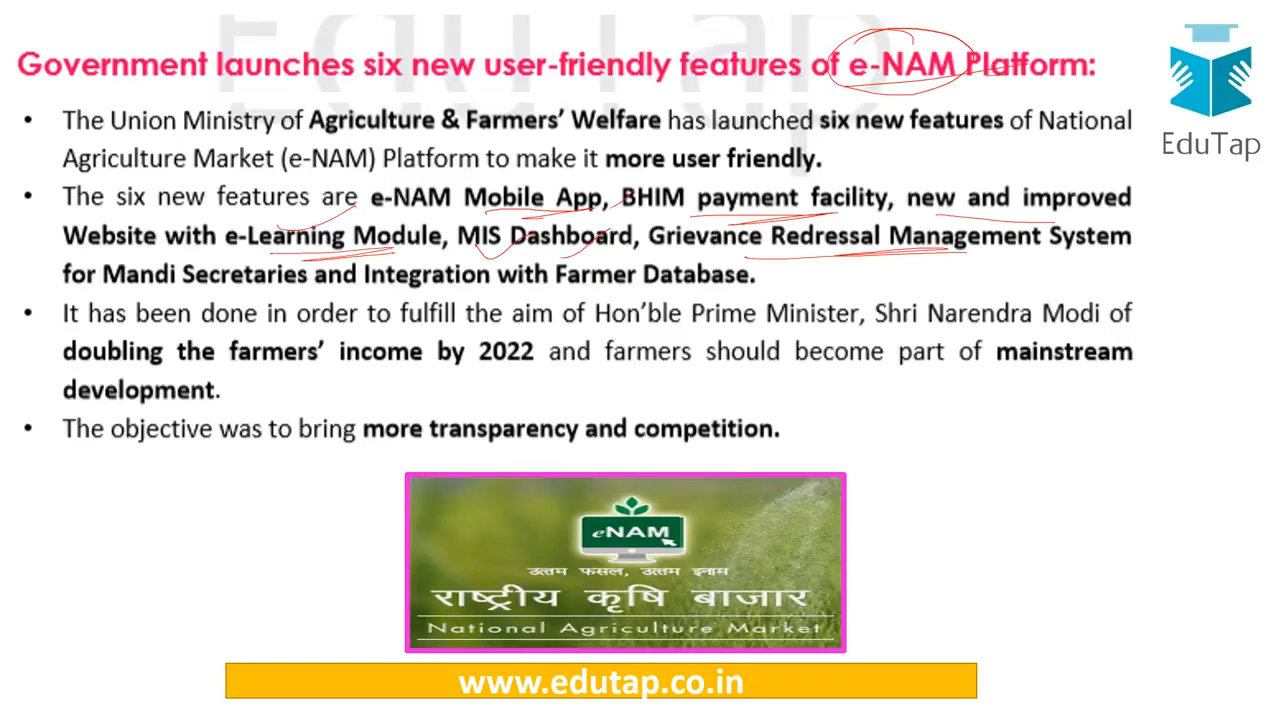 Government launches six new user-friendly features of e-NAM Platform:
EduTap
• The Union Ministry of Agriculture & Farmers' Welfare has launched six new features of National
Agriculture Market (e-NAM) Platform to make it more user friendly.
• The six new features are e-NAM Mobile App, BHIM payment facility, new and improved
Website with e-Learning Module, MIS Dashboard, Grievance Redressal Management System
for Mandi Secretaries and Integration with Farmer Database.
• It has been done in order to fulfill the aim of Hon'ble Prime Minister, Shri Narendra Modi of
doubling the farmers' income by 2022 and farmers should become part of mainstream
development.
• The objective was to bring more transparency and competition.
eNAM
उत्तम फसल, उत्तम इनाम
राष्ट्रीय कृषि बाजार
National Agriculture Market
www.edutap.co.in